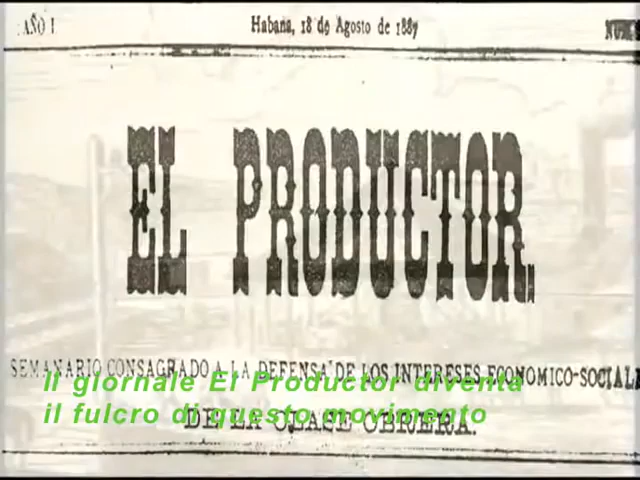 AÑO I.
Habana, 18 de Agosto de 1887
EL PRODUCTOR.
SEMANARIO CONSAGRADO A LA DEFENSA DE LOS INTERESES ECONOMICO-SOCIALE
DE LA CLASE OBRERA.
Il giornale El Productor diventa
il fulcro di questo movimento